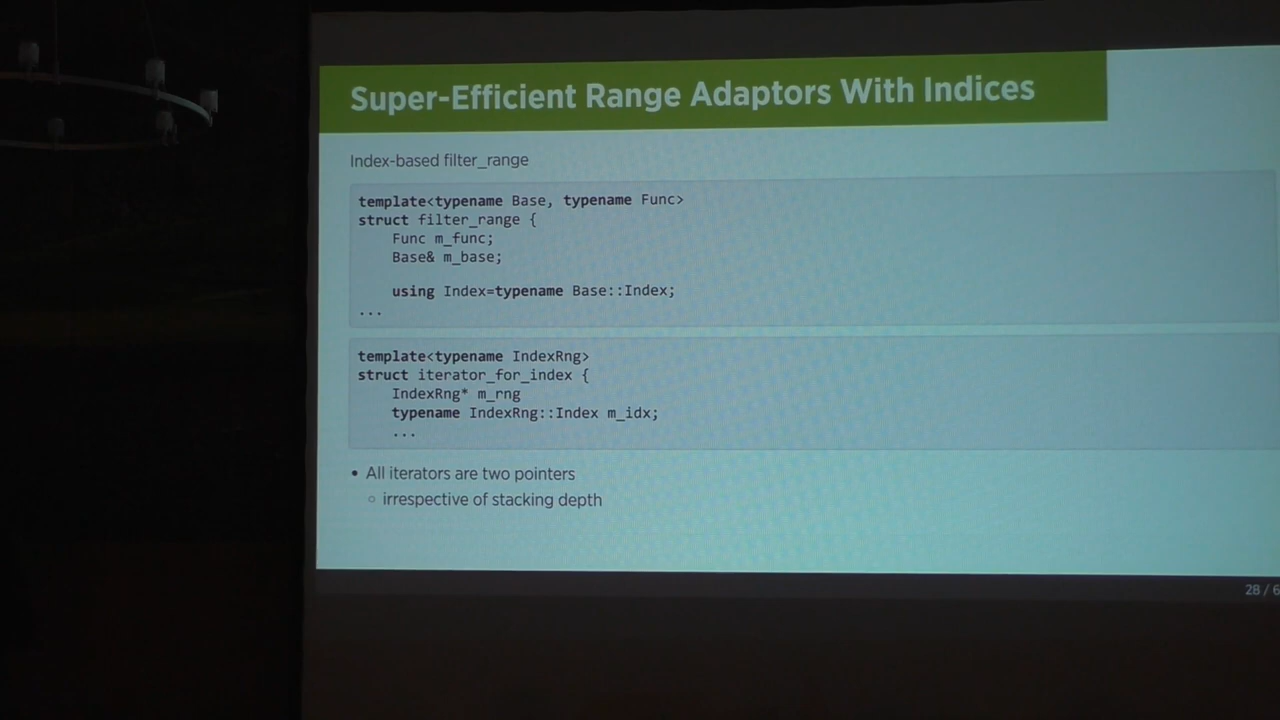 Super-Efficient Range Adaptors With Indices
Index-based filter_range
template<typename Base, typename Func>
struct filter_range {
Func m_func;
Base& m_base;
using Index=typename Base::Index;
...
template<typename IndexRng>
struct iterator_for_index {
IndexRng* m_rng
typename IndexRng::Index m_idx;
...
• All iterators are two pointers
○ irrespective of stacking depth
28 / 6